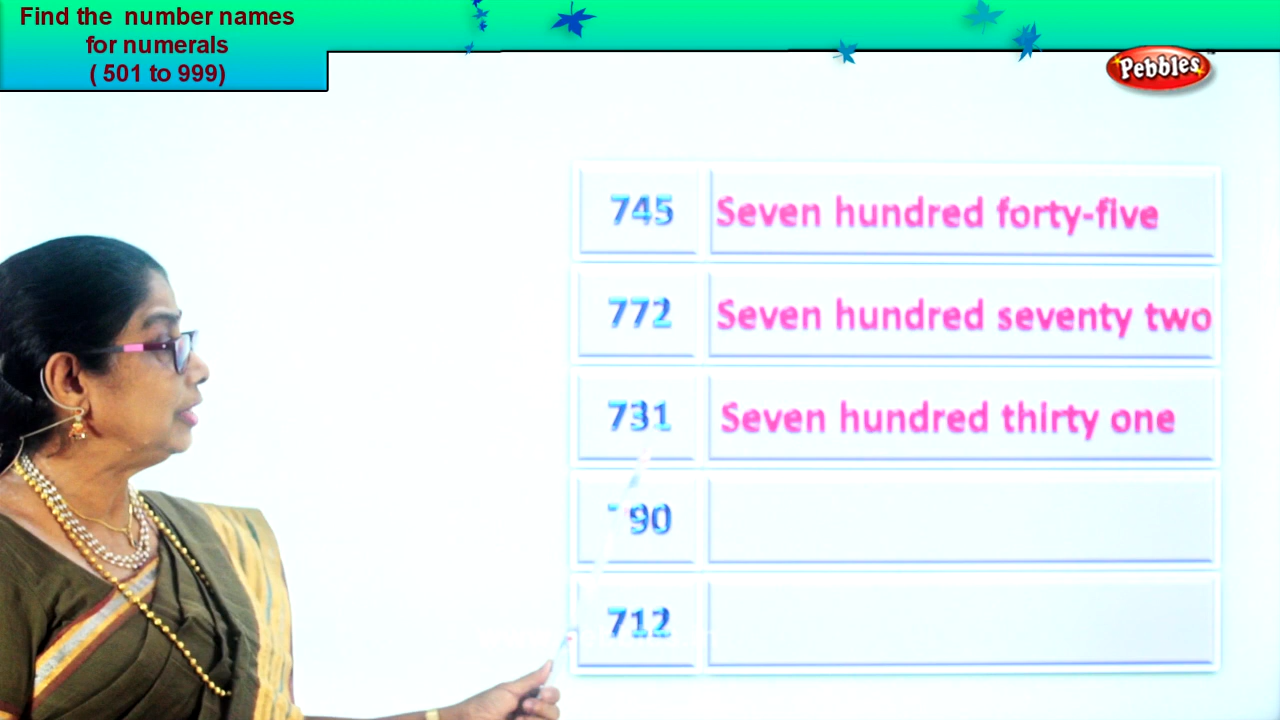 Find the number names
for numerals
( 501 to 999)
Pebbles
745 Seven hundred forty-five
772 Seven hundred seventy two
731 Seven hundred thirty one
90
712